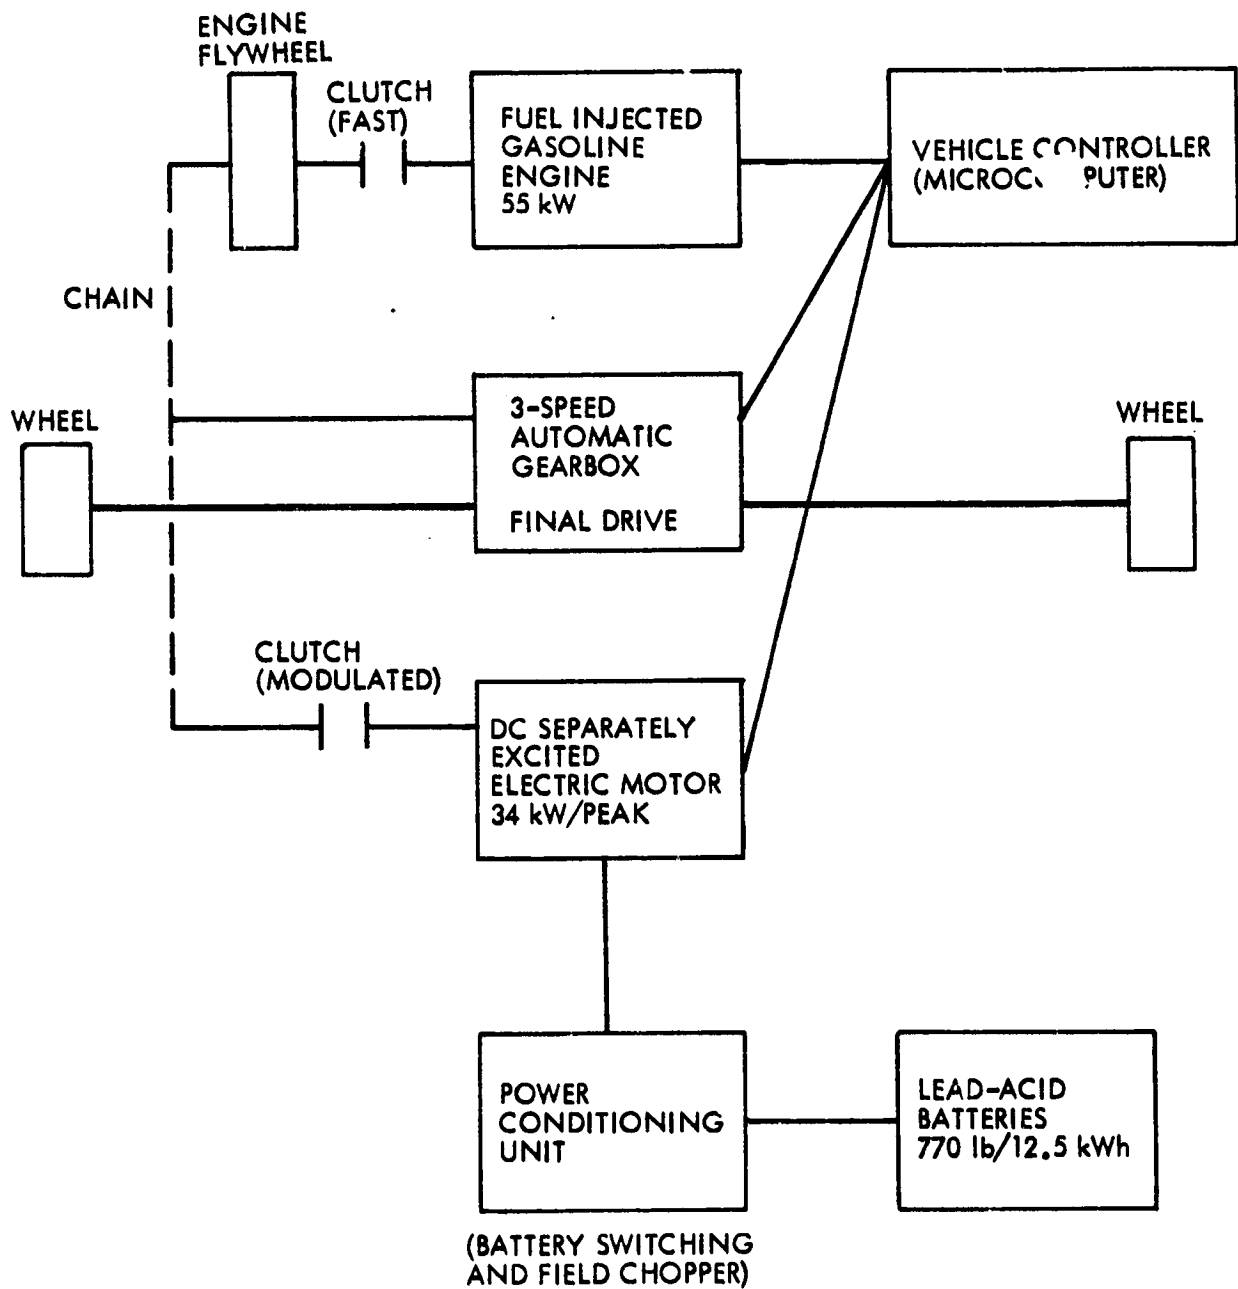 ENGINE
FLYWHEEL
CLUTCH
(FAST)
FUEL INJECTED
GASOLINE
ENGINE
55 kW
VEHICLE CONTROLLER
CHAIN
WHEEL
3-SPEED
AUTOMATIC
GEARBOX
FINAL DRIVE
WHEEL
CLUTCH
(MODULATED)
DC SEPARATELY
EXCITED
ELECTRIC MOTOR
34 kW/PEAK
POWER
CONDITIONING
UNIT
LEAD-ACID
BATTERIES
770 lb/12.5 kWh
(BATTERY SWITCHING
AND FIELD CHOPPER)